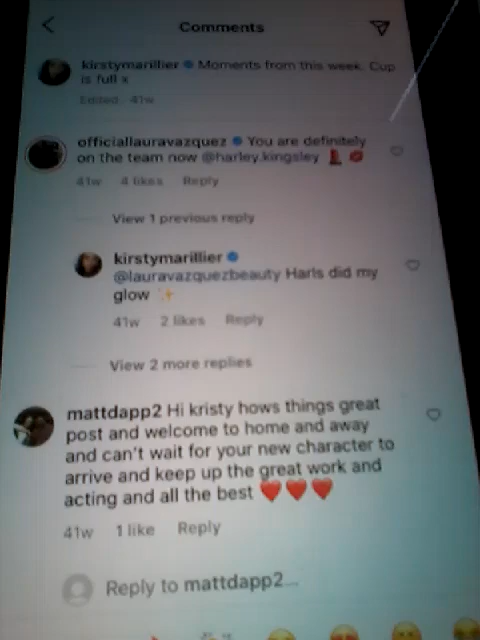 Comments
kirstymarillier Moments from this week. Cup
is full x
Edited · 41w
officiallauravazquez You are definitely
on the team now @harley.kingsley 💄💋
41w 4 likes Reply
View 1 previous reply
kirstymarillier
@lauravazquezbeauty Harls did my
glow ✨
41w 2 likes Reply
View 2 more replies
mattdapp2 Hi kristy hows things great
post and welcome to home and away
and can't wait for your new character to
arrive and keep up the great work and
acting and all the best ❤️❤️❤️
41w 1 like Reply
Reply to mattdapp2...